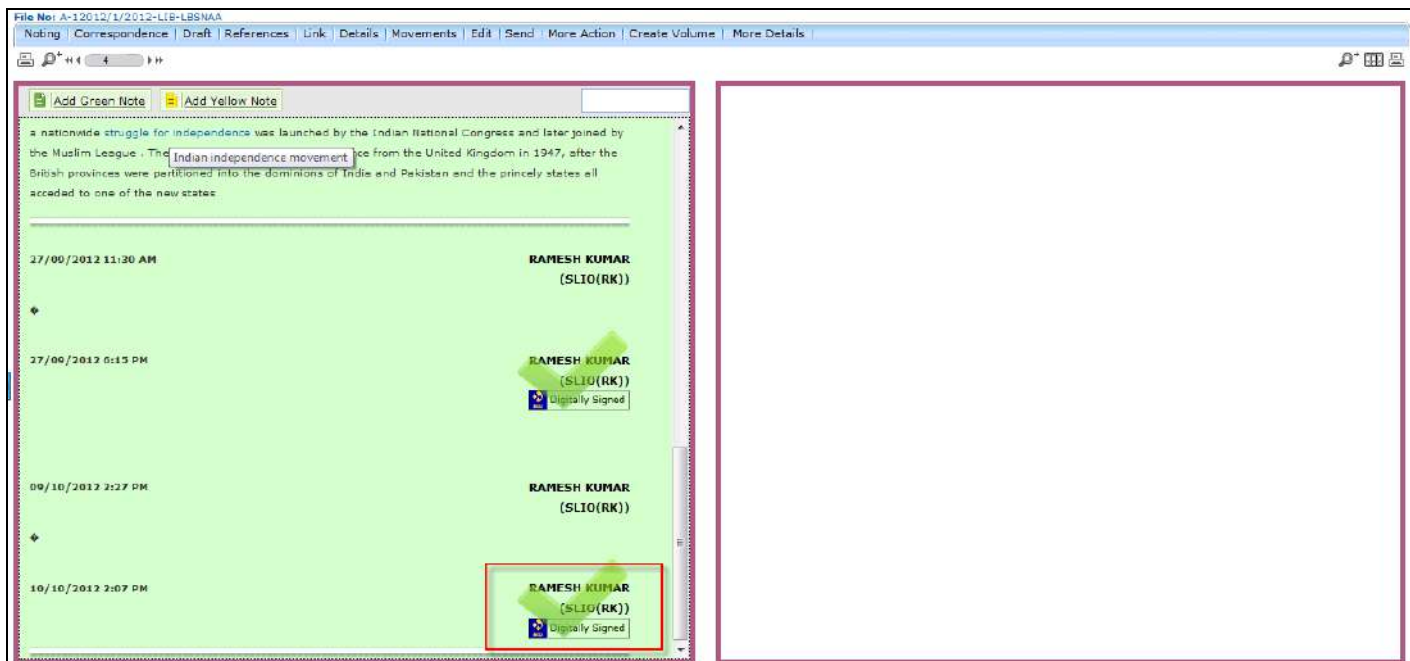 File No: A-12012/1/2012-LIB-LBSNAA
Noting | Correspondence | Draft | References | Link | Details | Movements | Edit | Send | More Action | Create Volume | More Details |
4
Add Green Note Add Yellow Note
a nationwide struggle for independence was launched by the Indian National Congress and later joined by
the Muslim League . The Indian independence movement ce from the United Kingdom in 1947, after the
British provinces were partitioned into the dominions of India and Pakistan and the princely states all
acceded to one of the new states
27/09/2012 11:30 AM RAMESH KUMAR
(SLIO(RK))
�
27/09/2012 6:15 PM RAMESH KUMAR
(SLIO(RK))
Digitally Signed
09/10/2012 2:27 PM RAMESH KUMAR
(SLIO(RK))
�
10/10/2012 2:07 PM RAMESH KUMAR
(SLIO(RK))
Digitally Signed